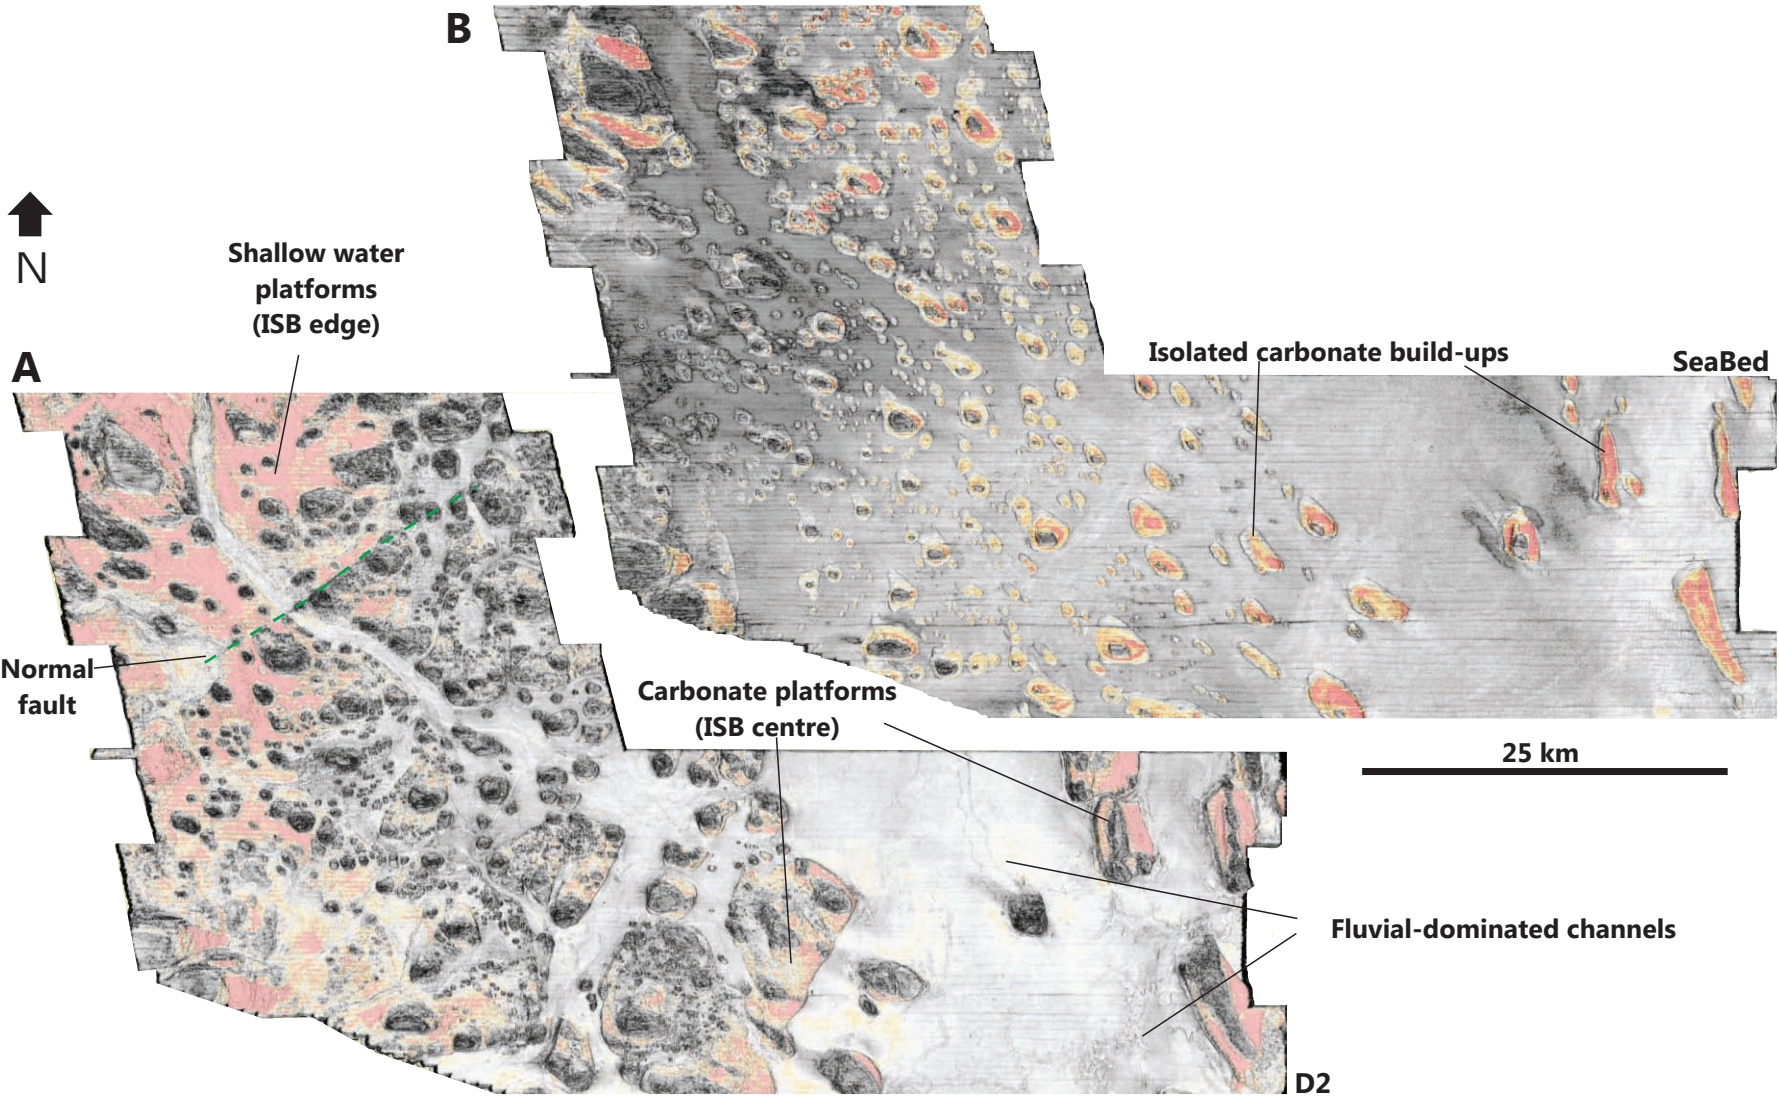 B
N
Shallow water
platforms
(ISB edge)
A
Isolated carbonate build-ups
SeaBed
Normal
fault
Carbonate platforms
(ISB centre)
25 km
Fluvial-dominated channels
D2